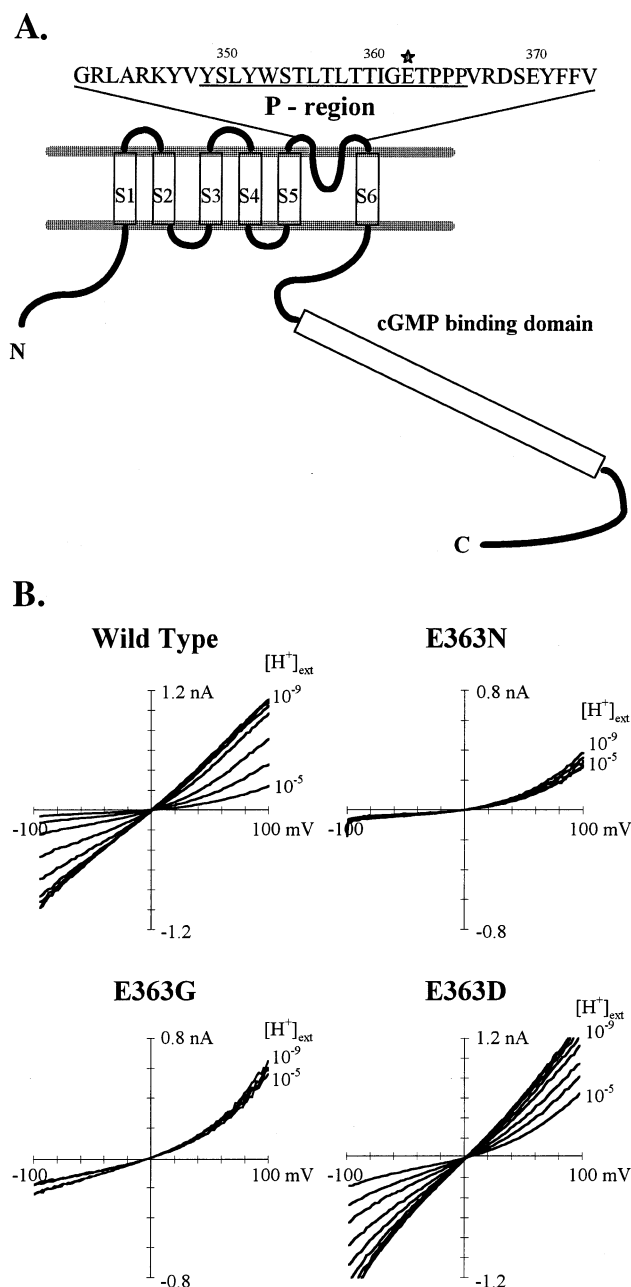 A.
350 360 370
GRLARKYVYSLYWSTLTLTTIGETPPPVRDSEYFFV
P - region
S1 S2 S3 S4 S5 S6
N
cGMP binding domain
C
B.
Wild Type
[H+]ext
1.2 nA
10-9
10-5
-100
100 mV
-1.2
E363N
[H+]ext
0.8 nA
10-9
10-5
-100
100 mV
-0.8
E363G
[H+]ext
0.8 nA
10-9
10-5
-100
100 mV
-0.8
E363D
[H+]ext
1.2 nA
10-9
10-5
-100
100 mV
-1.2